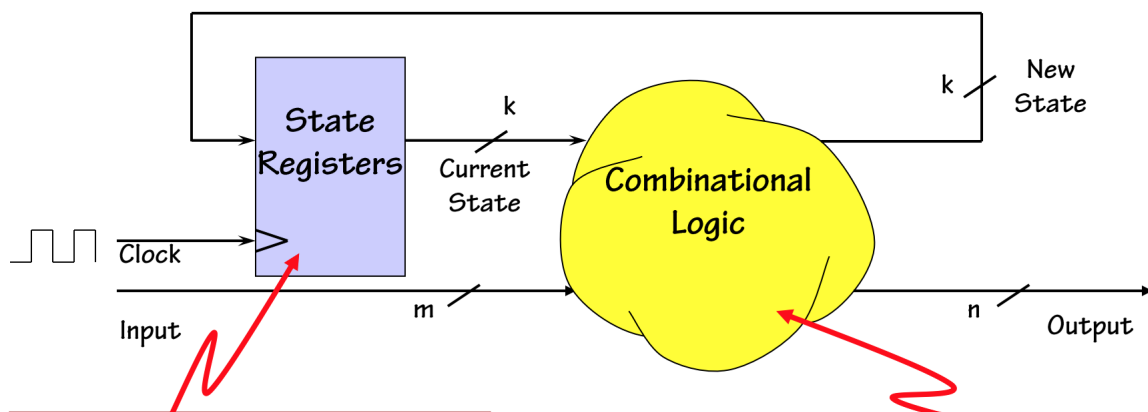 k
New
State
k
State
Registers
Current
State
Combinational
Logic
Clock
Input
m
n
Output